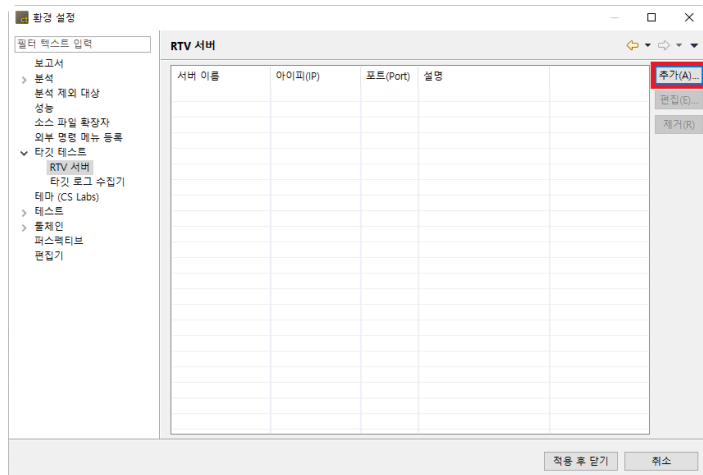 환경 설정
필터 텍스트 입력
보고서
분석
분석 제외 대상
성능
소스 파일 확장자
외부 명령 메뉴 등록
타깃 테스트
RTV 서버
타깃 로그 수집기
테마 (CS Labs)
테스트
툴체인
퍼스펙티브
편집기
RTV 서버
서버 이름 아이피(IP) 포트(Port) 설명
추가(A)...
편집(E)...
제거(R)
적용 후 닫기 취소